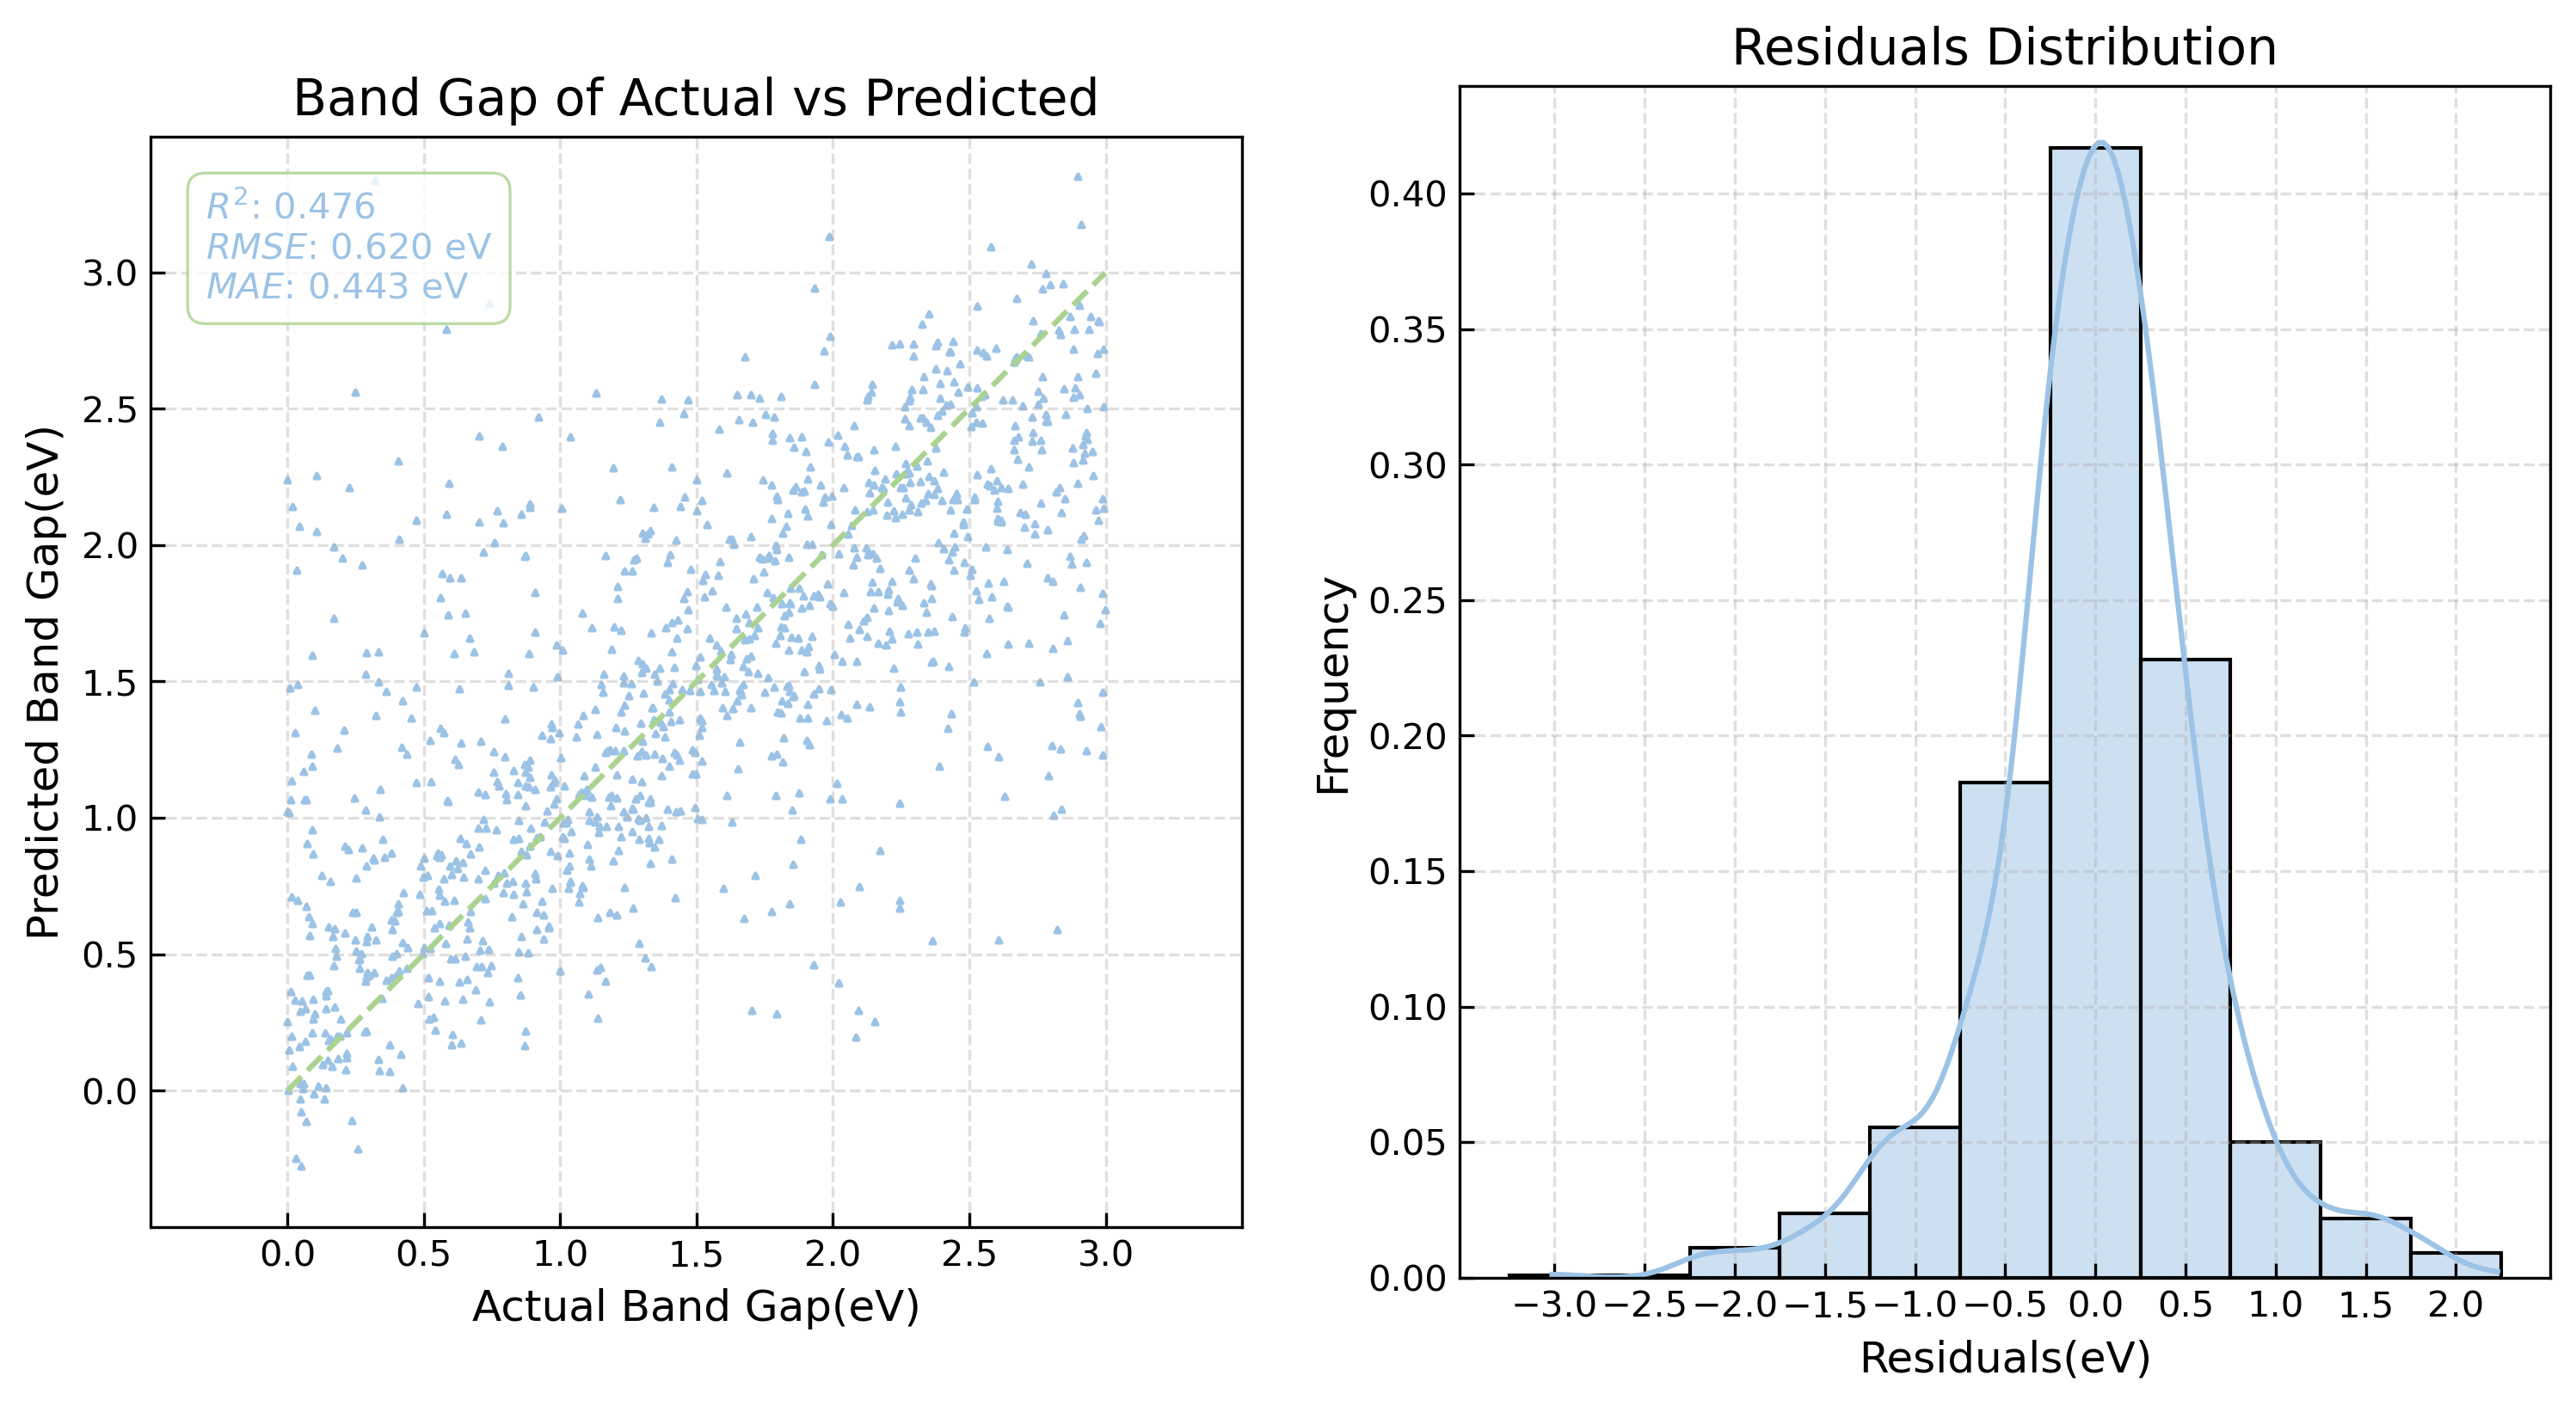 Band Gap of Actual vs Predicted
R²: 0.476
RMSE: 0.620 eV
MAE: 0.443 eV
Predicted Band Gap(eV)
3.0
2.5
2.0
1.5
1.0
0.5
0.0
0.0 0.5 1.0 1.5 2.0 2.5 3.0
Actual Band Gap(eV)
Residuals Distribution
Frequency
0.40
0.35
0.30
0.25
0.20
0.15
0.10
0.05
0.00
−3.0 −2.5 −2.0 −1.5 −1.0 −0.5 0.0 0.5 1.0 1.5 2.0
Residuals(eV)